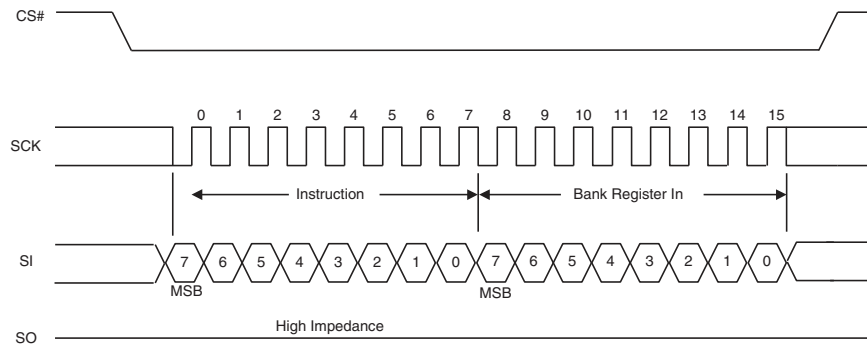 CS#
0 1 2 3 4 5 6 7 8 9 10 11 12 13 14 15
SCK
Instruction Bank Register In
SI 7 6 5 4 3 2 1 0 7 6 5 4 3 2 1 0
MSB MSB
High Impedance
SO